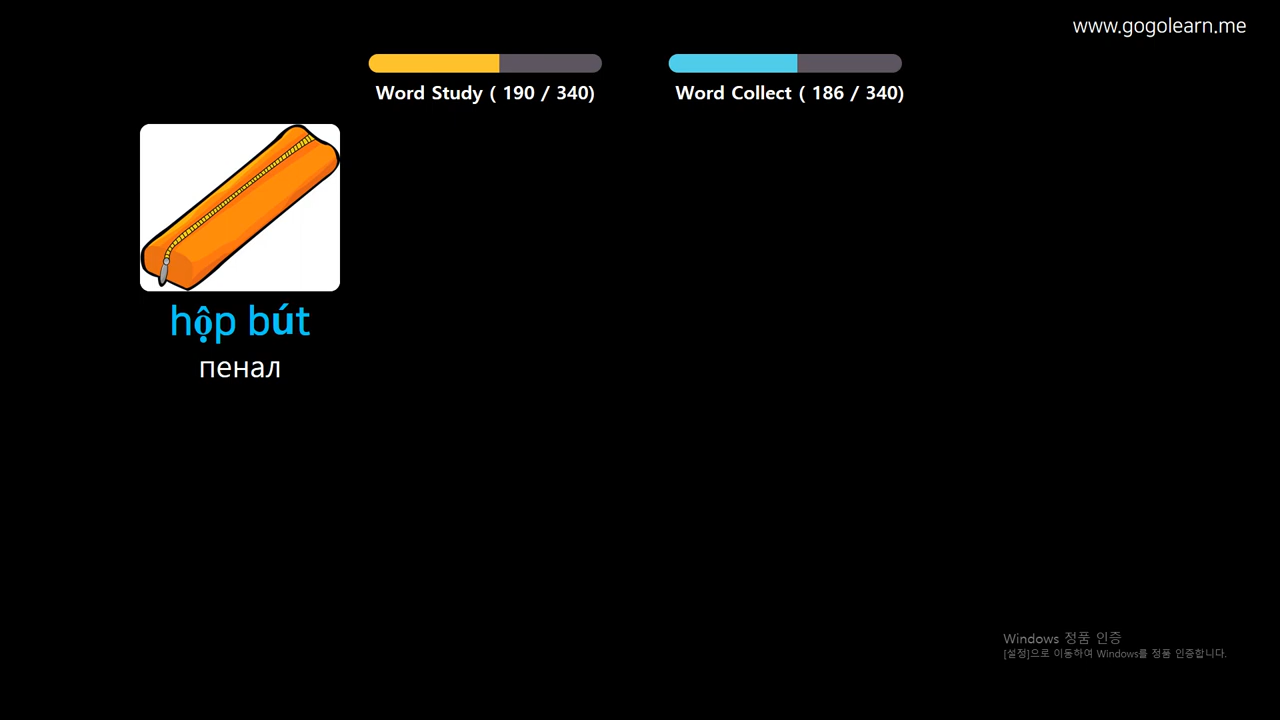 www.gogolearn.me
Word Study ( 190 / 340)
Word Collect ( 186 / 340)
hộp bút
пенал
Windows 정품 인증
[설정]으로 이동하여 Windows를 정품 인증합니다.